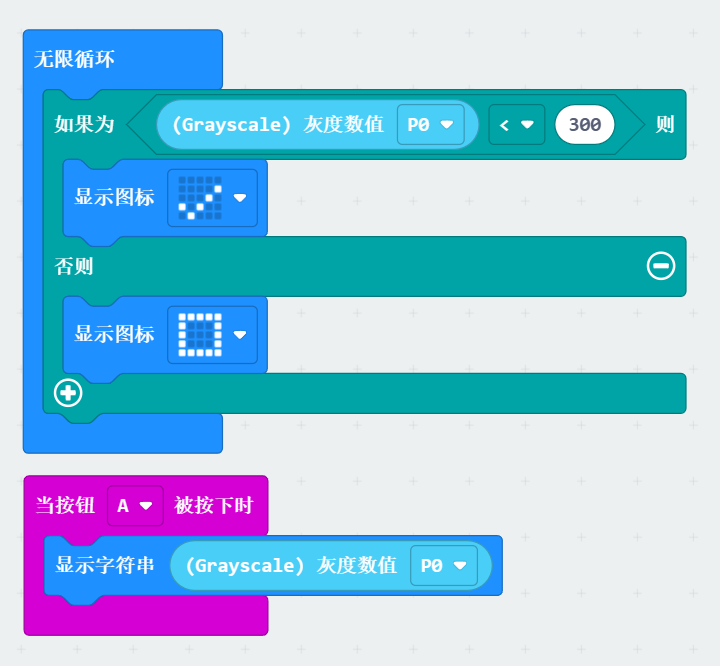 无限循环
如果为 (Grayscale) 灰度数值 P0 < 300 则
显示图标
否则
显示图标
当按钮 A 被按下时
显示字符串 (Grayscale) 灰度数值 P0